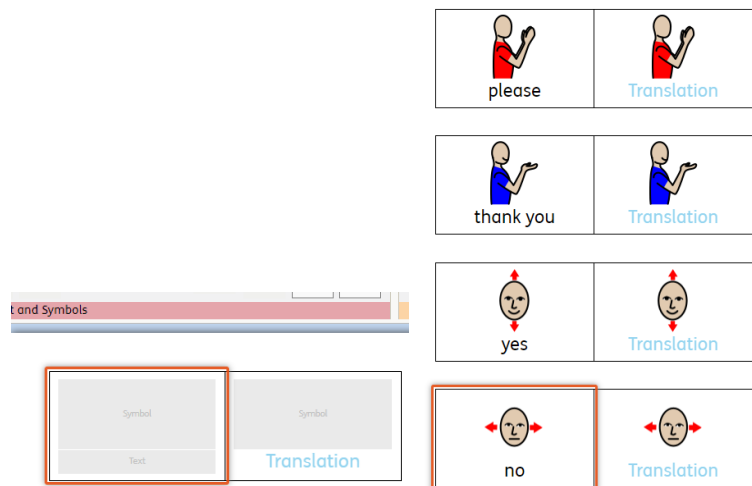 please Translation
thank you Translation
t and Symbols
yes Translation
Symbol Symbol
Text Translation
no Translation